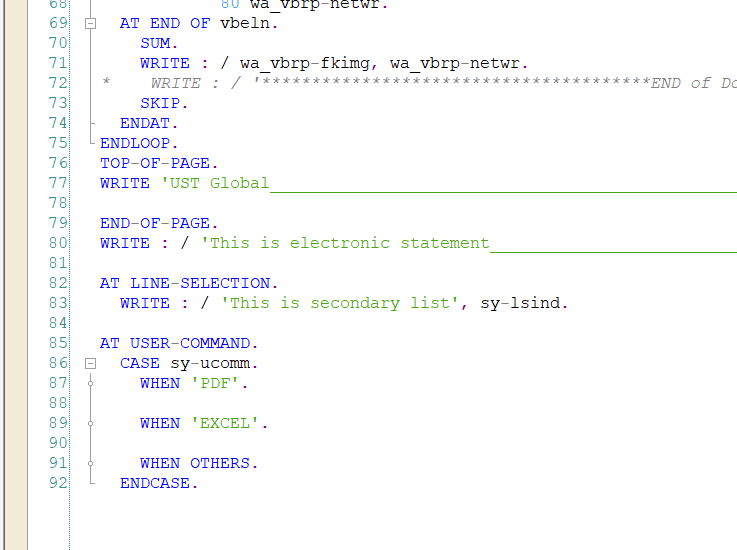 68 80 wa_vbrp-netwr.
69 AT END OF vbeln.
70 SUM.
71 WRITE : / wa_vbrp-fkimg, wa_vbrp-netwr.
72 * WRITE : / '***************************************END of Do
73 SKIP.
74 ENDAT.
75 ENDLOOP.
76 TOP-OF-PAGE.
77 WRITE 'UST Global_______________________________________________
78
79 END-OF-PAGE.
80 WRITE : / 'This is electronic statement_________________________
81
82 AT LINE-SELECTION.
83 WRITE : / 'This is secondary list', sy-lsind.
84
85 AT USER-COMMAND.
86 CASE sy-ucomm.
87 WHEN 'PDF'.
88
89 WHEN 'EXCEL'.
90
91 WHEN OTHERS.
92 ENDCASE.